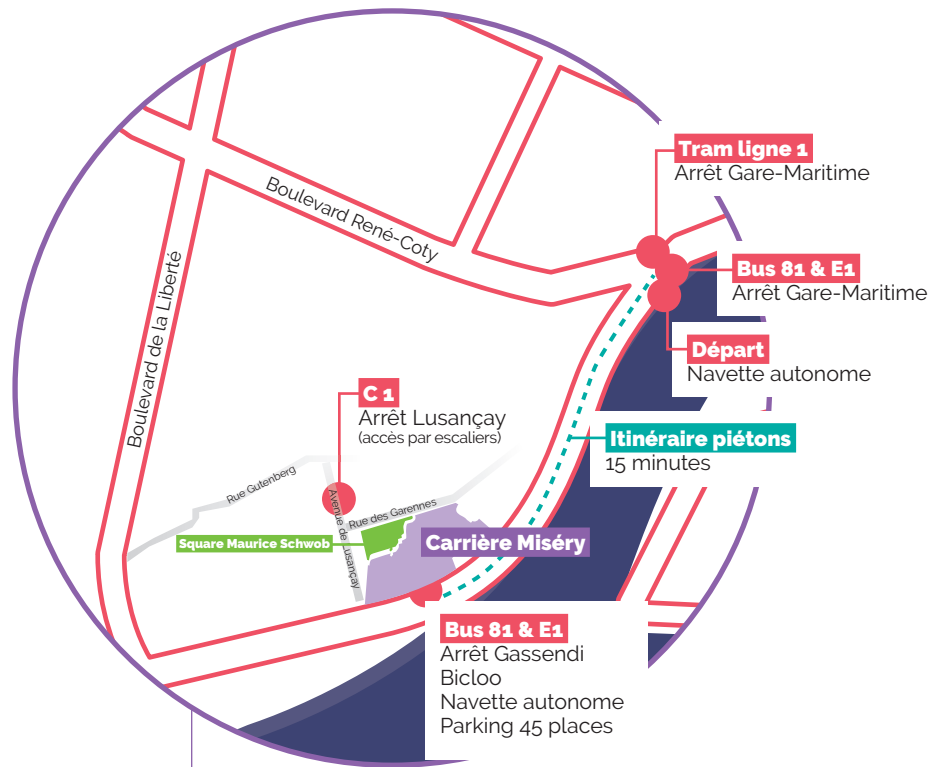 Tram ligne 1
Arrêt Gare-Maritime
Boulevard René-Coty
Bus 81 & E1
Arrêt Gare-Maritime
Boulevard de la Liberté
Départ
Navette autonome
C 1
Arrêt Lusançay
(accès par escaliers)
Itinéraire piétons
15 minutes
Rue Gutenberg
Avenue de Lusançay
Rue des Garennes
Square Maurice Schwob
Carrière Miséry
Bus 81 & E1
Arrêt Gassendi
Bicloo
Navette autonome
Parking 45 places